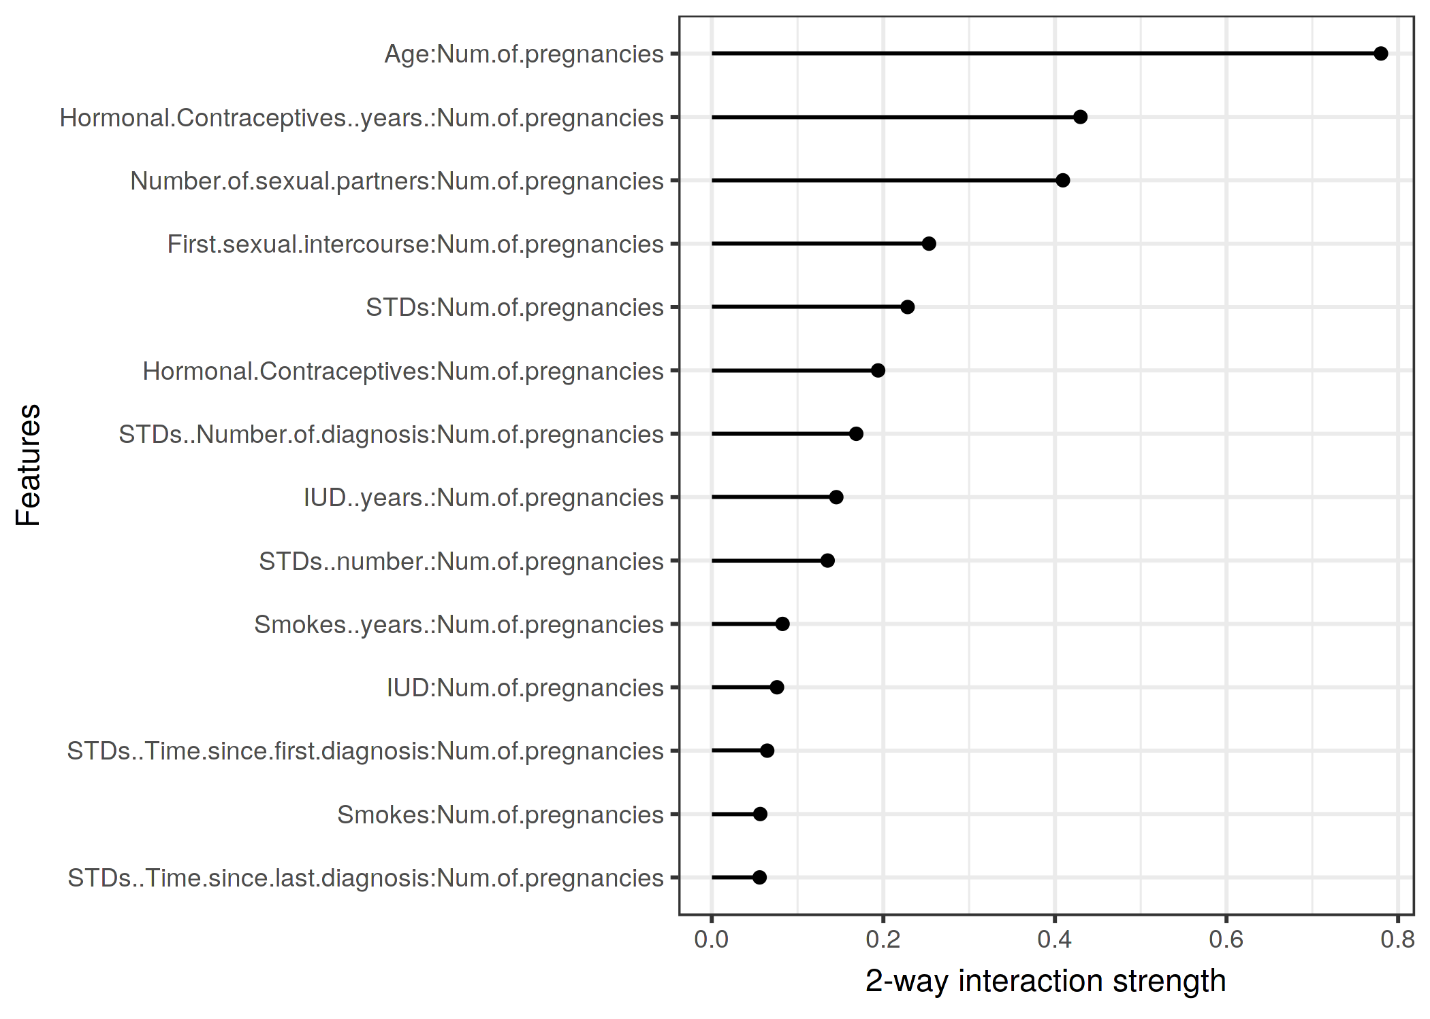 Age:Num.of.pregnancies
Hormonal.Contraceptives..years.:Num.of.pregnancies
Number.of.sexual.partners:Num.of.pregnancies
First.sexual.intercourse:Num.of.pregnancies
STDs:Num.of.pregnancies
Hormonal.Contraceptives:Num.of.pregnancies
STDs..Number.of.diagnosis:Num.of.pregnancies
IUD..years.:Num.of.pregnancies
STDs..number.:Num.of.pregnancies
Smokes..years.:Num.of.pregnancies
IUD:Num.of.pregnancies
STDs..Time.since.first.diagnosis:Num.of.pregnancies
Smokes:Num.of.pregnancies
STDs..Time.since.last.diagnosis:Num.of.pregnancies
Features
0.0 0.2 0.4 0.6 0.8
2-way interaction strength